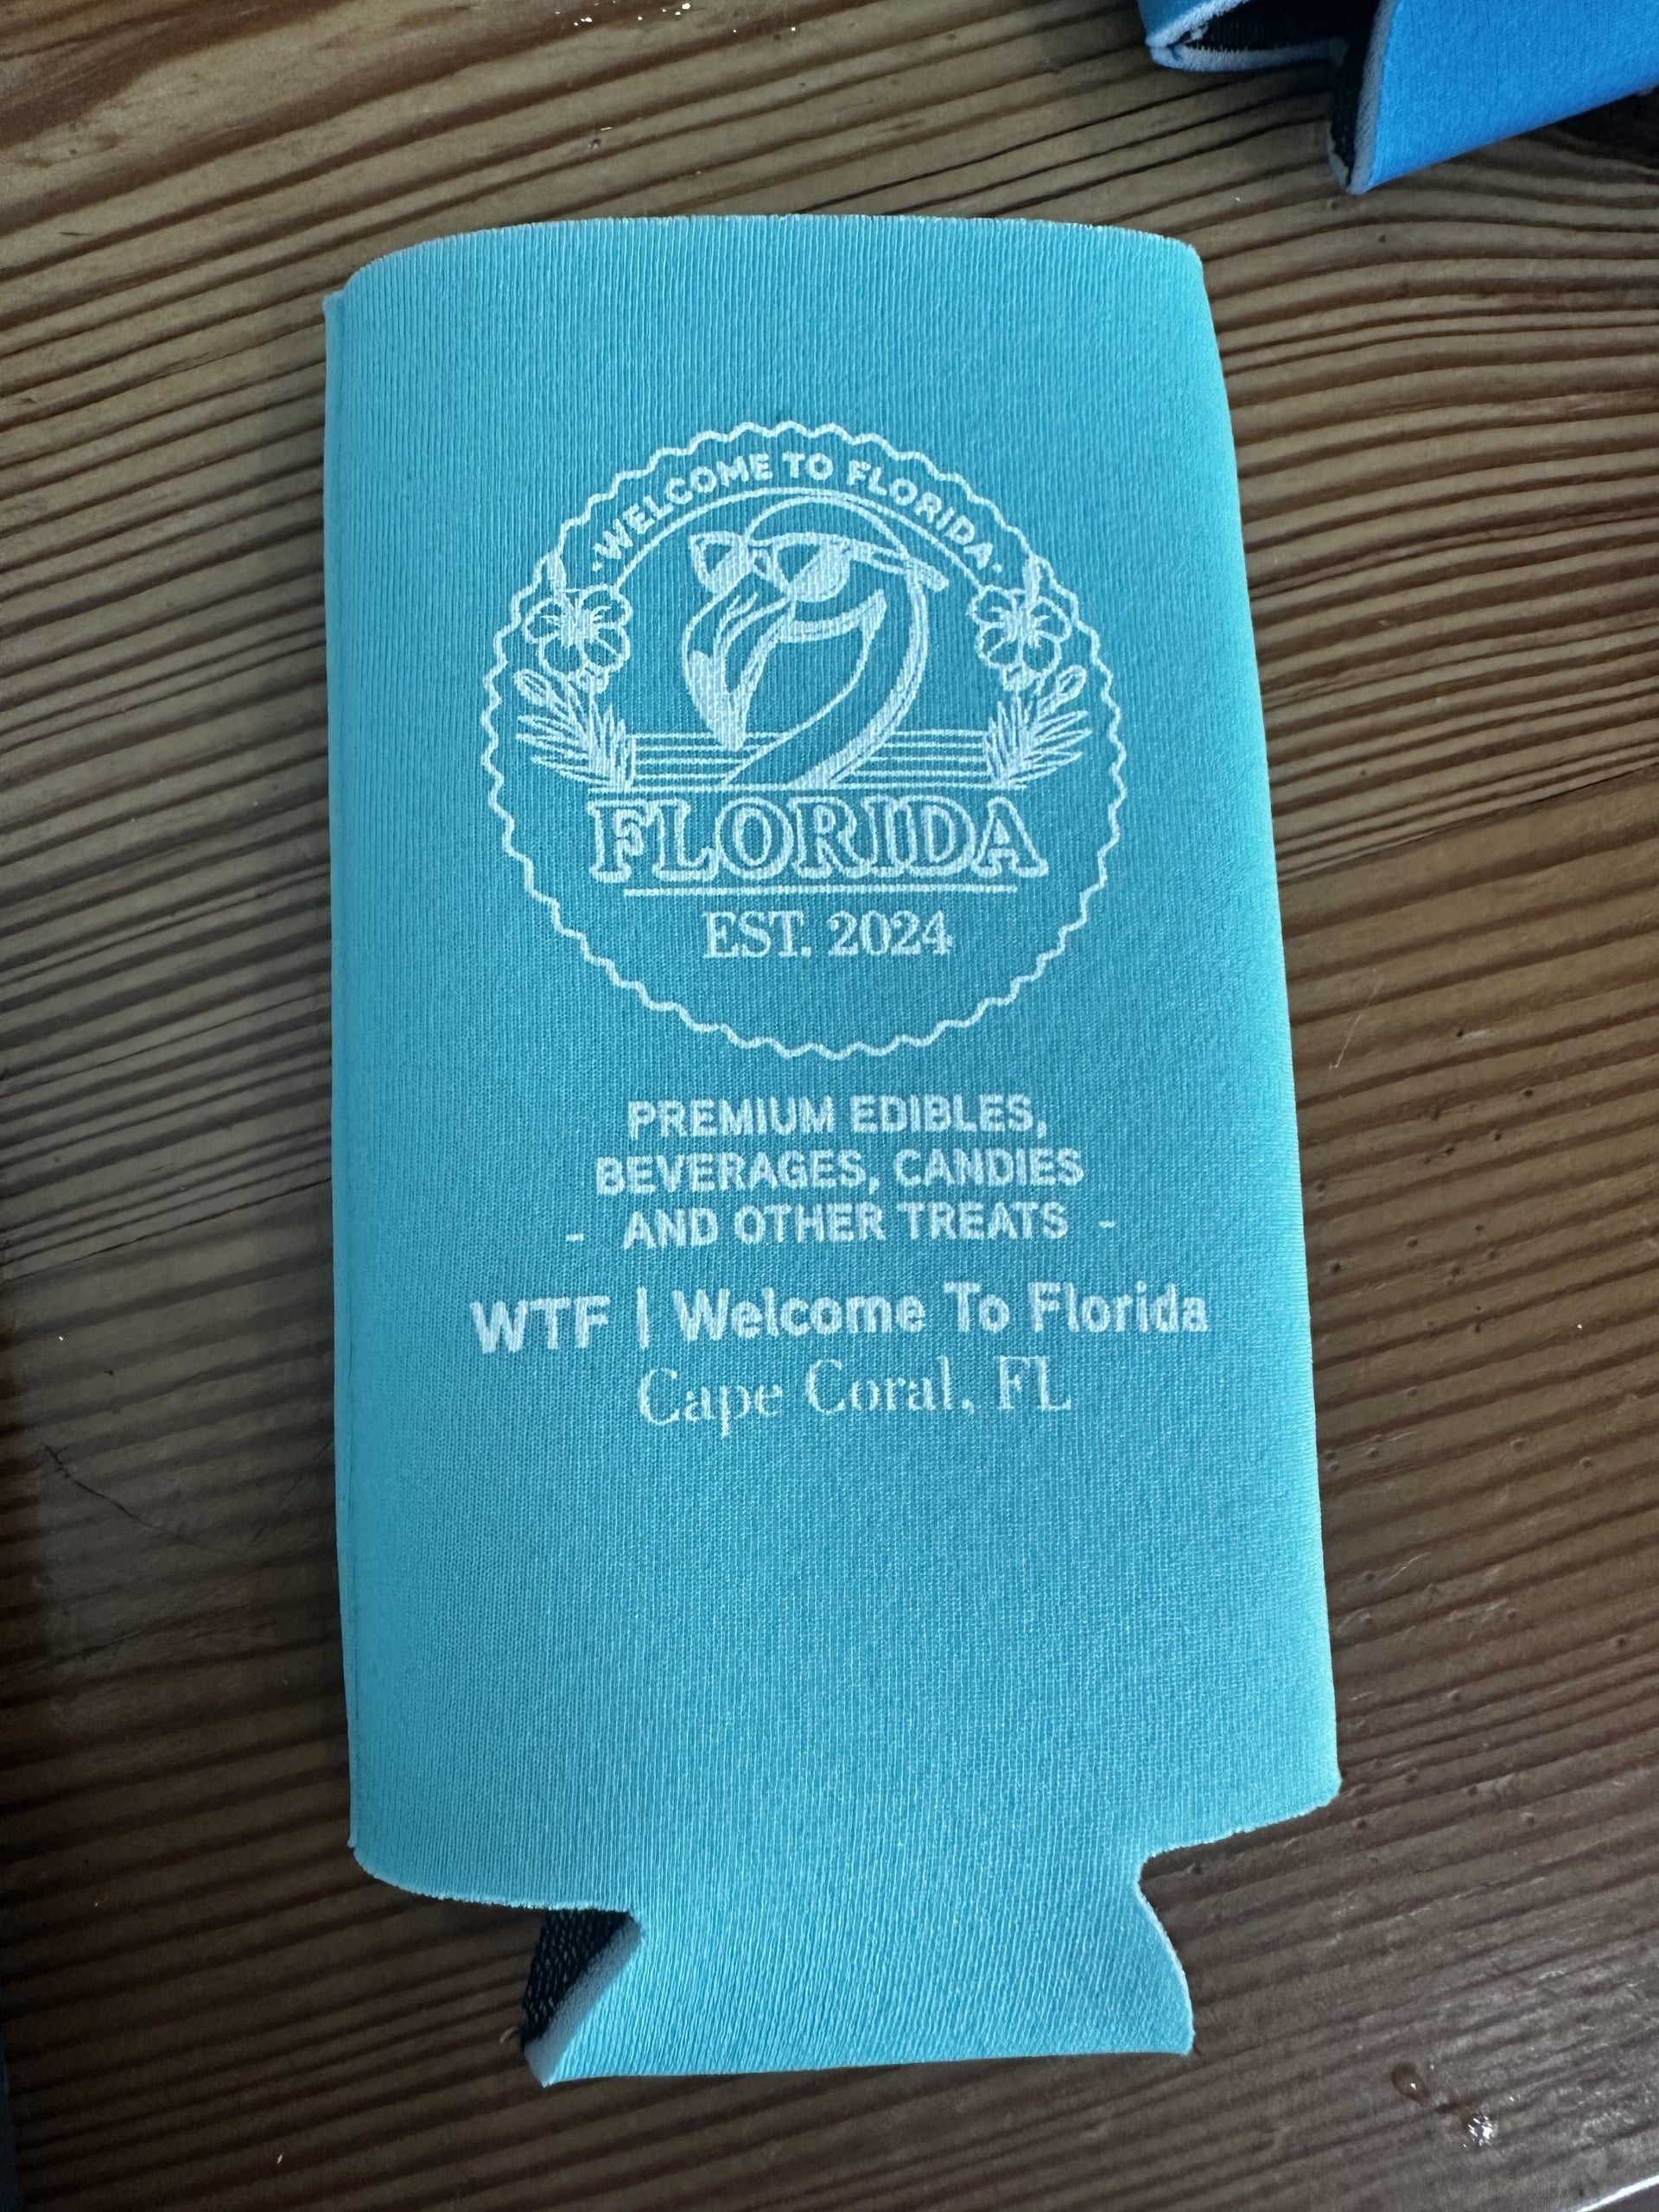 ·WELCOME TO FLORIDA·
FLORIDA
EST. 2024
PREMIUM EDIBLES,
BEVERAGES, CANDIES
- AND OTHER TREATS -
WTF | Welcome To Florida
Cape Coral, FL